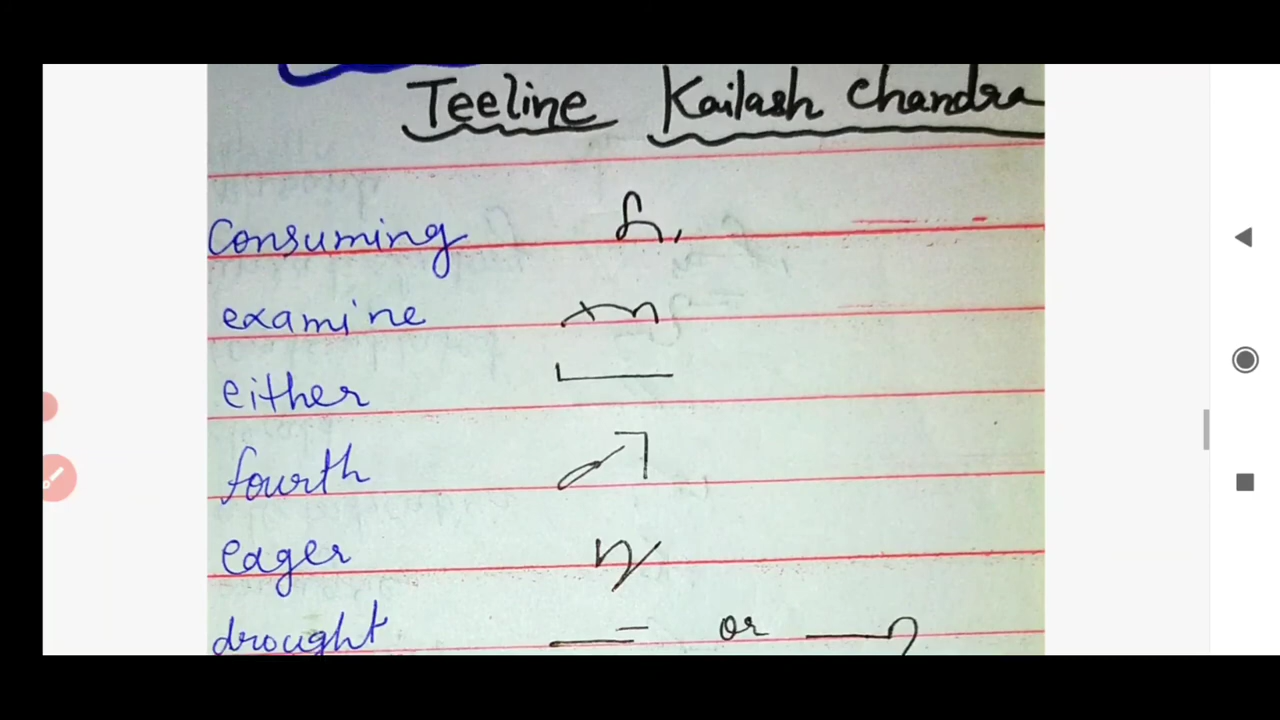 Teeline Kailash Chandra
Consuming
examine
either
fourth
eager
drought or